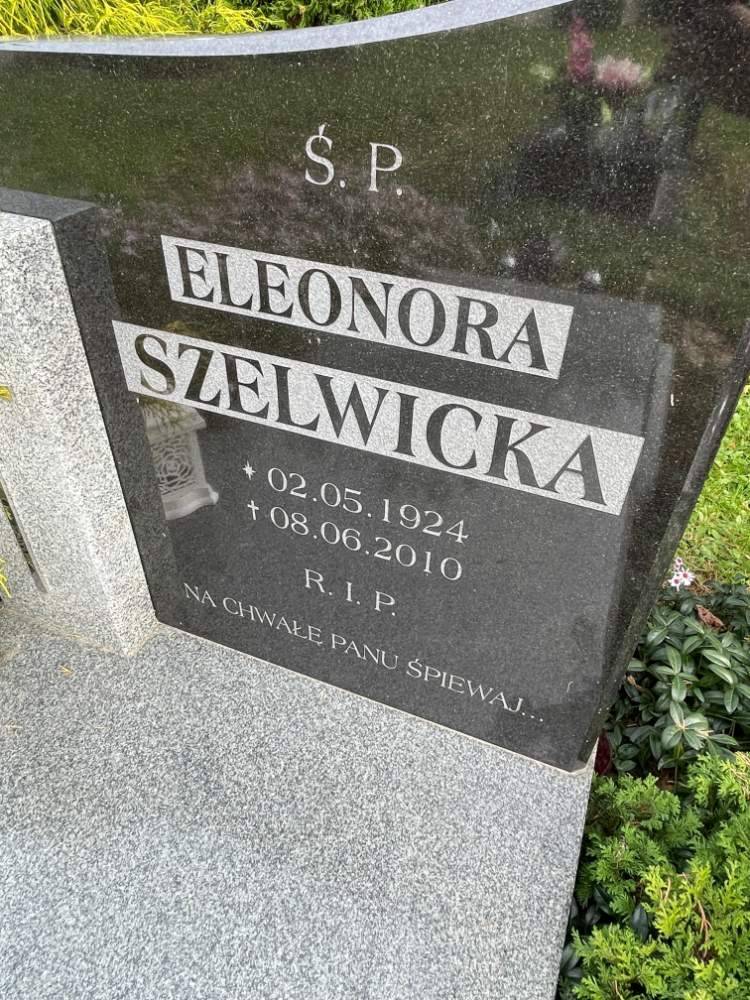 Ś. P.
ELEONORA
SZELWICKA
* 02.05.1924
† 08.06.2010
R. I. P.
NA CHWAŁĘ PANU ŚPIEWAJ...